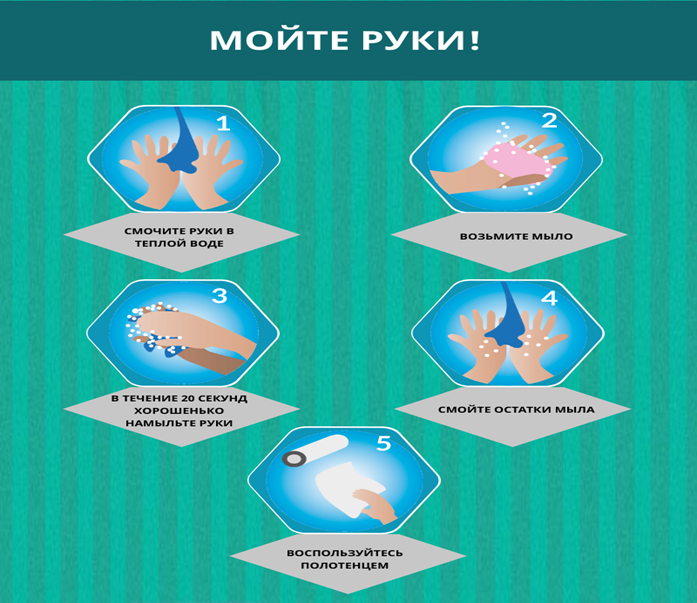 МОЙТЕ РУКИ!
1
СМОЧИТЕ РУКИ В
ТЕПЛОЙ ВОДЕ
2
ВОЗЬМИТЕ МЫЛО
3
В ТЕЧЕНИЕ 20 СЕКУНД
ХОРОШЕНЬКО
НАМЫЛЬТЕ РУКИ
4
СМОЙТЕ ОСТАТКИ МЫЛА
5
ВОСПОЛЬЗУЙТЕСЬ
ПОЛОТЕНЦЕМ